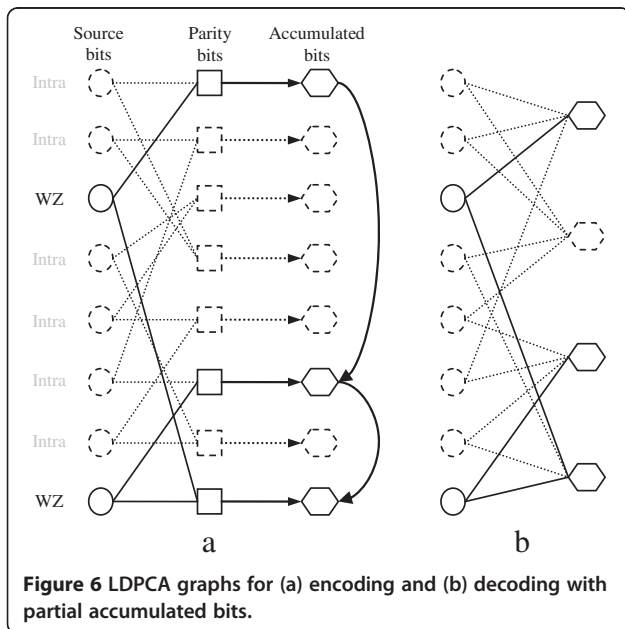 Source bits
Parity bits
Accumulated bits
Intra
Intra
WZ
Intra
Intra
Intra
Intra
WZ
a
b
Figure 6 LDPCA graphs for (a) encoding and (b) decoding with
partial accumulated bits.